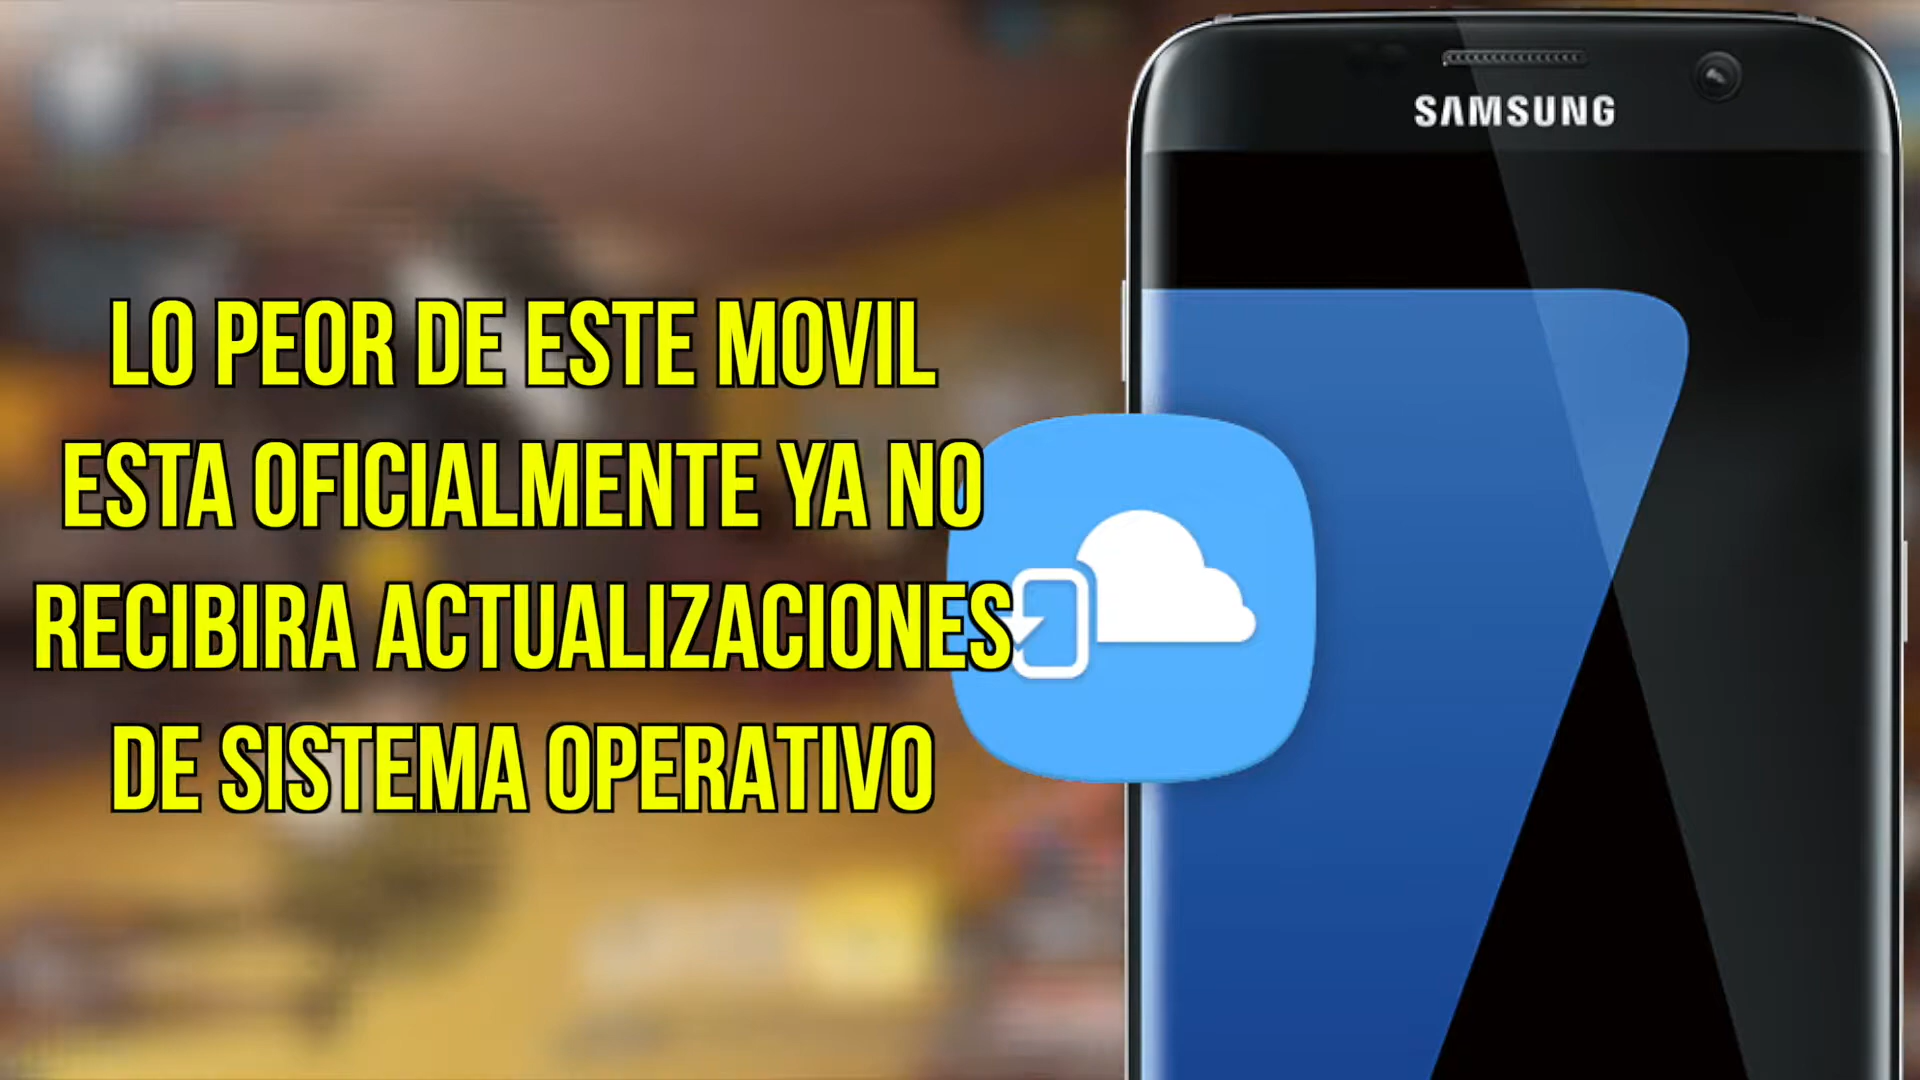 SAMSUNG
LO PEOR DE ESTE MOVIL
ESTA OFICIALMENTE YA NO
RECIBIRA ACTUALIZACIONES
DE SISTEMA OPERATIVO